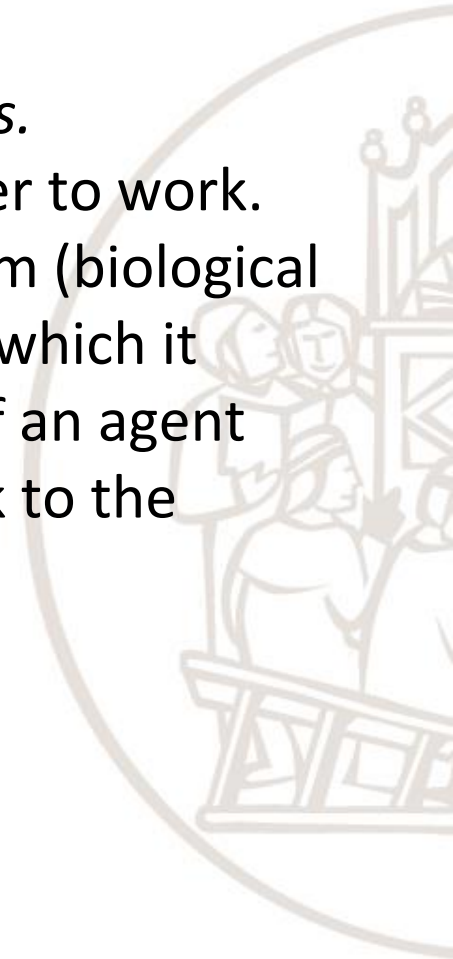 s.
er to work.
m (biological
which it
f an agent
k to the